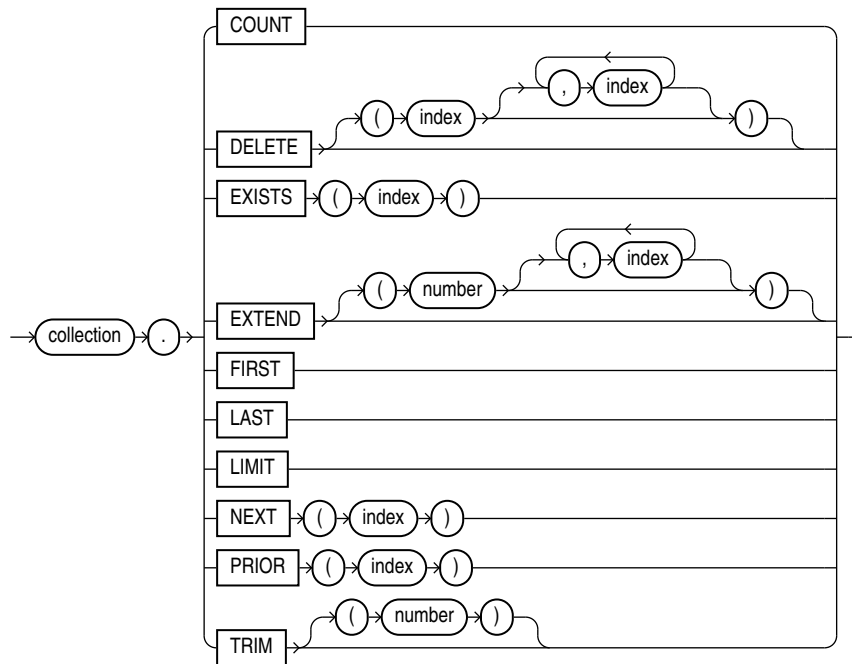 COUNT
, index
( index )
DELETE
EXISTS ( index )
, index
( number )
EXTEND
collection .
FIRST
LAST
LIMIT
NEXT ( index )
PRIOR ( index )
( number )
TRIM